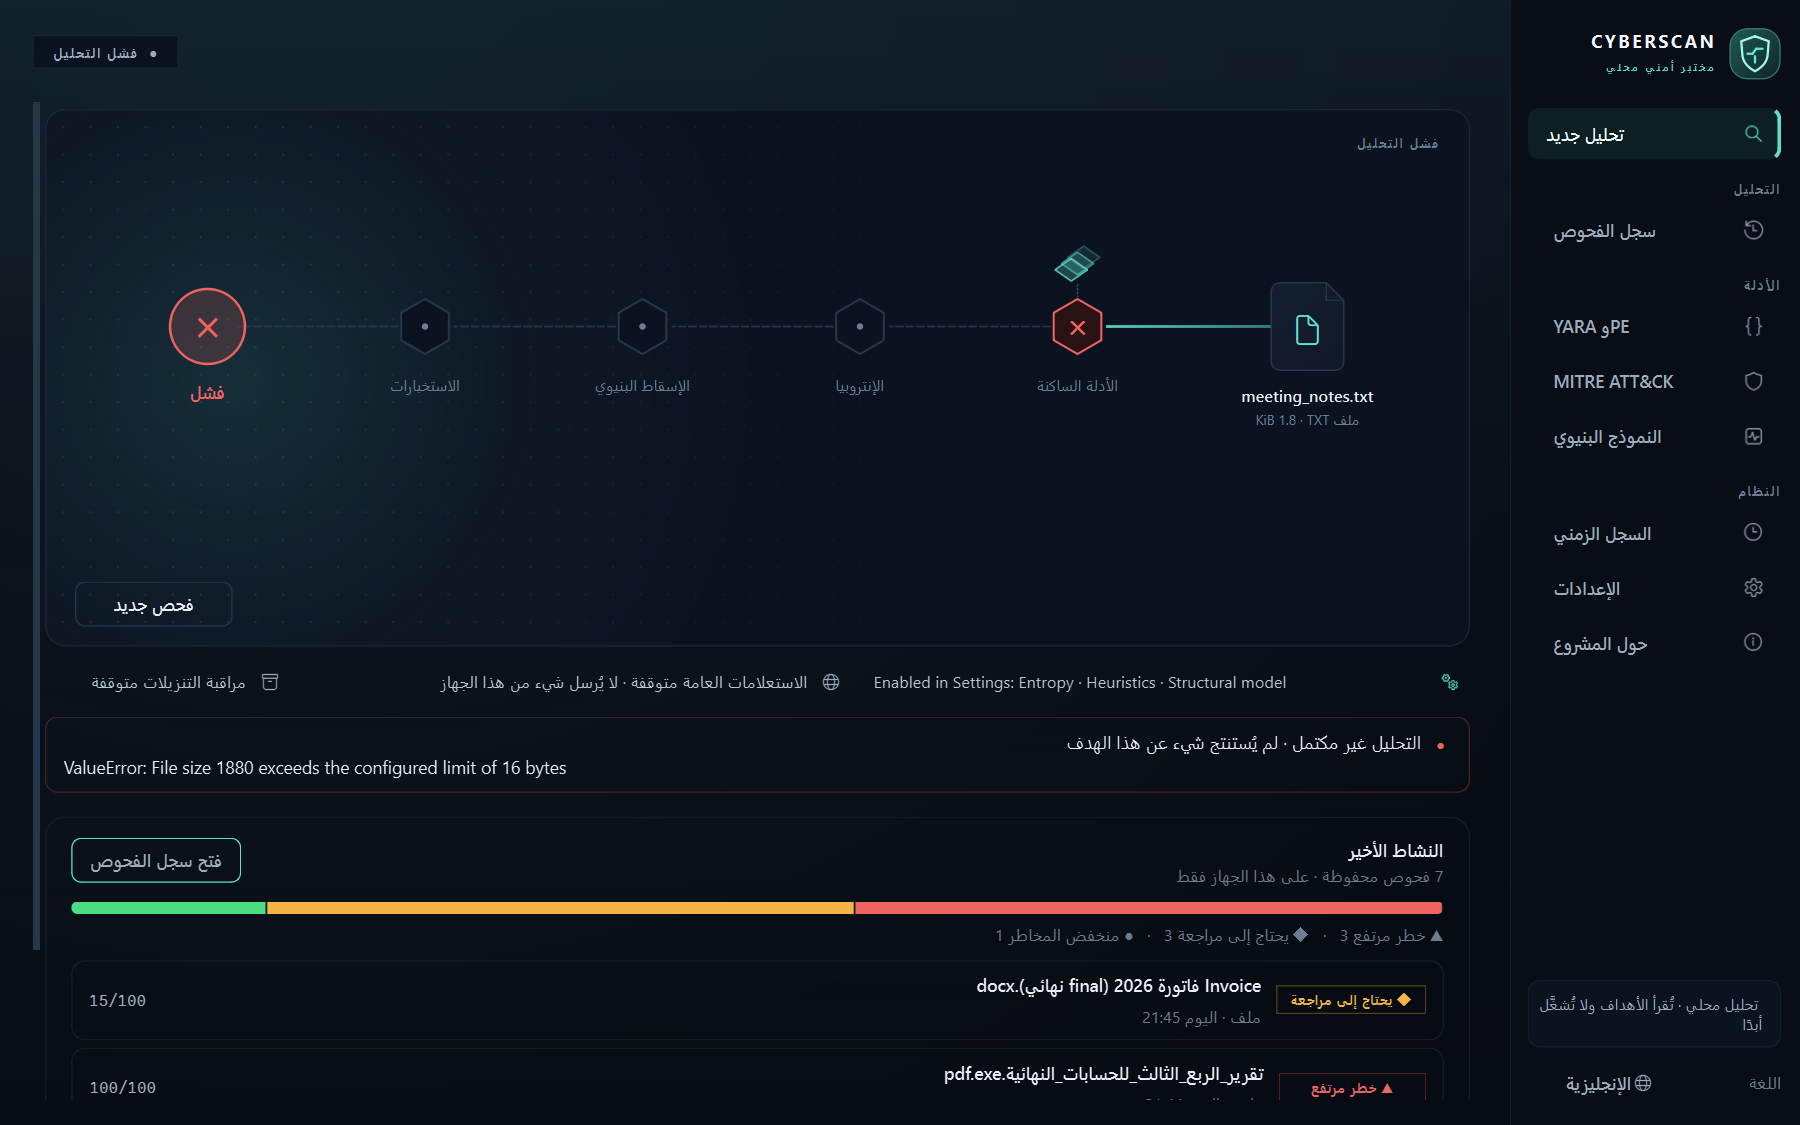 CYBERSCAN
مختبر أمني محلي
تحليل جديد
التحليل
سجل الفحوص
الأدلة
YARA وPE
MITRE ATT&CK
النموذج البنيوي
النظام
السجل الزمني
الإعدادات
حول المشروع
تحليل محلي · تُقرأ الأهداف ولا تُشغَّل
أبدًا
اللغة
الإنجليزية
● فشل التحليل
فشل التحليل
meeting_notes.txt
ملف TXT · 1.8 KiB
الأدلة الساكنة
الإنتروبيا
الإسقاط البنيوي
الاستخبارات
فشل
فحص جديد
Enabled in Settings: Entropy · Heuristics · Structural model
الاستعلامات العامة متوقفة · لا يُرسل شيء من هذا الجهاز
مراقبة التنزيلات متوقفة
● التحليل غير مكتمل · لم يُستنتج شيء عن هذا الهدف
ValueError: File size 1880 exceeds the configured limit of 16 bytes
النشاط الأخير
7 فحوص محفوظة · على هذا الجهاز فقط
فتح سجل الفحوص
▲ خطر مرتفع 3 · ◆ يحتاج إلى مراجعة 3 · ● منخفض المخاطر 1
◆ يحتاج إلى مراجعة
Invoice فاتورة 2026 (final نهائي).docx
ملف · اليوم 21:45
15/100
▲ خطر مرتفع
تقرير_الربع_الثالث_للحسابات_النهائية.pdf.exe
100/100